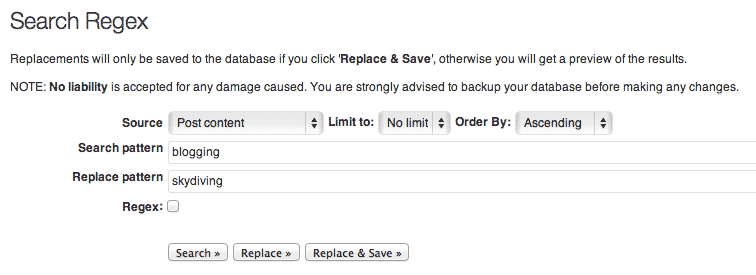 Search Regex
Replacements will only be saved to the database if you click 'Replace & Save', otherwise you will get a preview of the results.
NOTE: No liability is accepted for any damage caused. You are strongly advised to backup your database before making any changes.
Source Post content Limit to: No limit Order By: Ascending
Search pattern blogging
Replace pattern skydiving
Regex:
Search » Replace » Replace & Save »